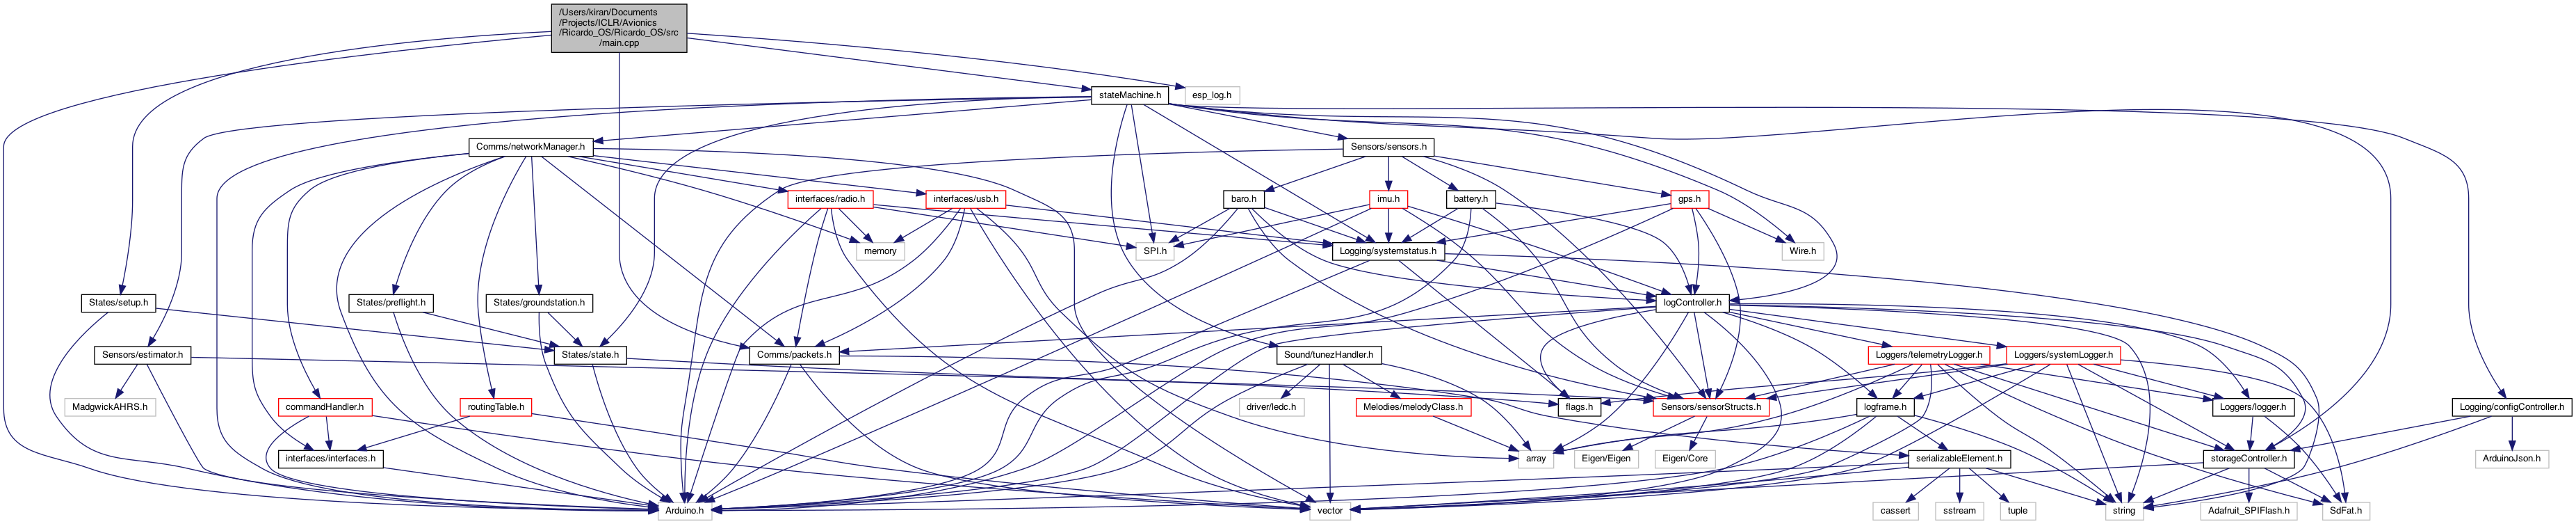 /Users/kiran/Documents
/Projects/ICLR/Avionics
/Ricardo_OS/Ricardo_OS/src
/main.cpp
stateMachine.h
esp_log.h
Comms/networkManager.h
Sensors/sensors.h
interfaces/radio.h
interfaces/usb.h
baro.h
imu.h
battery.h
gps.h
memory
SPI.h
Logging/systemstatus.h
Wire.h
States/setup.h
States/preflight.h
States/groundstation.h
logController.h
Sensors/estimator.h
States/state.h
Comms/packets.h
Sound/tunezHandler.h
Loggers/telemetryLogger.h
Loggers/systemLogger.h
MadgwickAHRS.h
commandHandler.h
routingTable.h
driver/ledc.h
Melodies/melodyClass.h
flags.h
Sensors/sensorStructs.h
logframe.h
Loggers/logger.h
Logging/configController.h
interfaces/interfaces.h
array
Eigen/Eigen
Eigen/Core
serializableElement.h
storageController.h
ArduinoJson.h
Arduino.h
vector
cassert
sstream
tuple
string
Adafruit_SPIFlash.h
SdFat.h